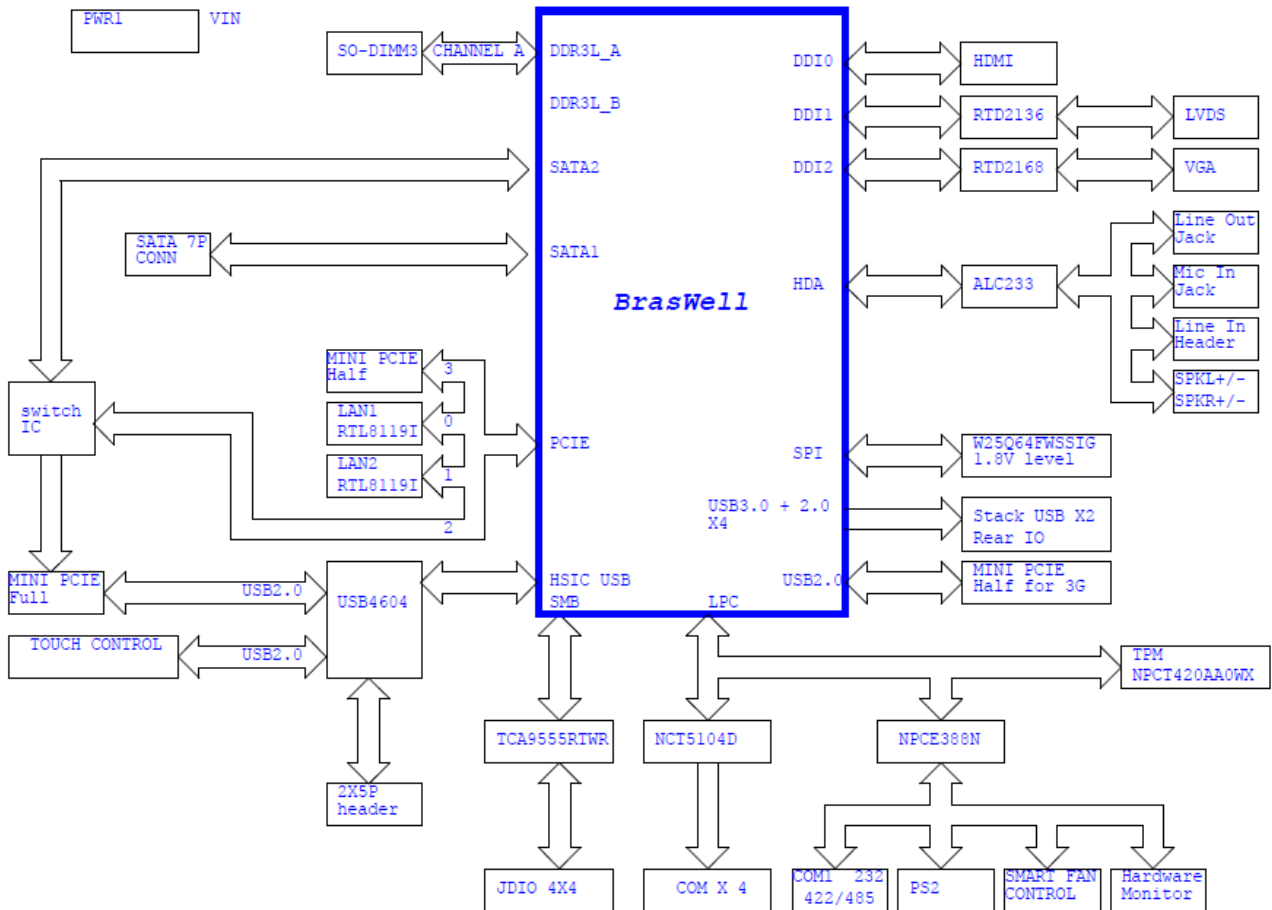 PWR1
VIN
SO-DIMM3
CHANNEL A
DDR3L_A
DDR3L_B
SATA2
SATA 7P
CONN
SATA1
BrasWell
DDI0
HDMI
DDI1
RTD2136
LVDS
DDI2
RTD2168
VGA
HDA
ALC233
Line Out
Jack
Mic In
Jack
Line In
Header
SPKL+/-
SPKR+/-
switch
IC
MINI PCIE
Half
3
LAN1
RTL8119I
0
LAN2
RTL8119I
1
2
PCIE
SPI
W25Q64FWSSIG
1.8V level
USB3.0 + 2.0
X4
Stack USB X2
Rear IO
USB2.0
MINI PCIE
Half for 3G
MINI PCIE
Full
USB2.0
USB4604
HSIC USB
SMB
LPC
TOUCH CONTROL
USB2.0
TPM
NPCT420AA0WX
TCA9555RTWR
NCT5104D
NPCE388N
2X5P
header
JDIO 4X4
COM X 4
COM1 232
422/485
PS2
SMART FAN
CONTROL
Hardware
Monitor